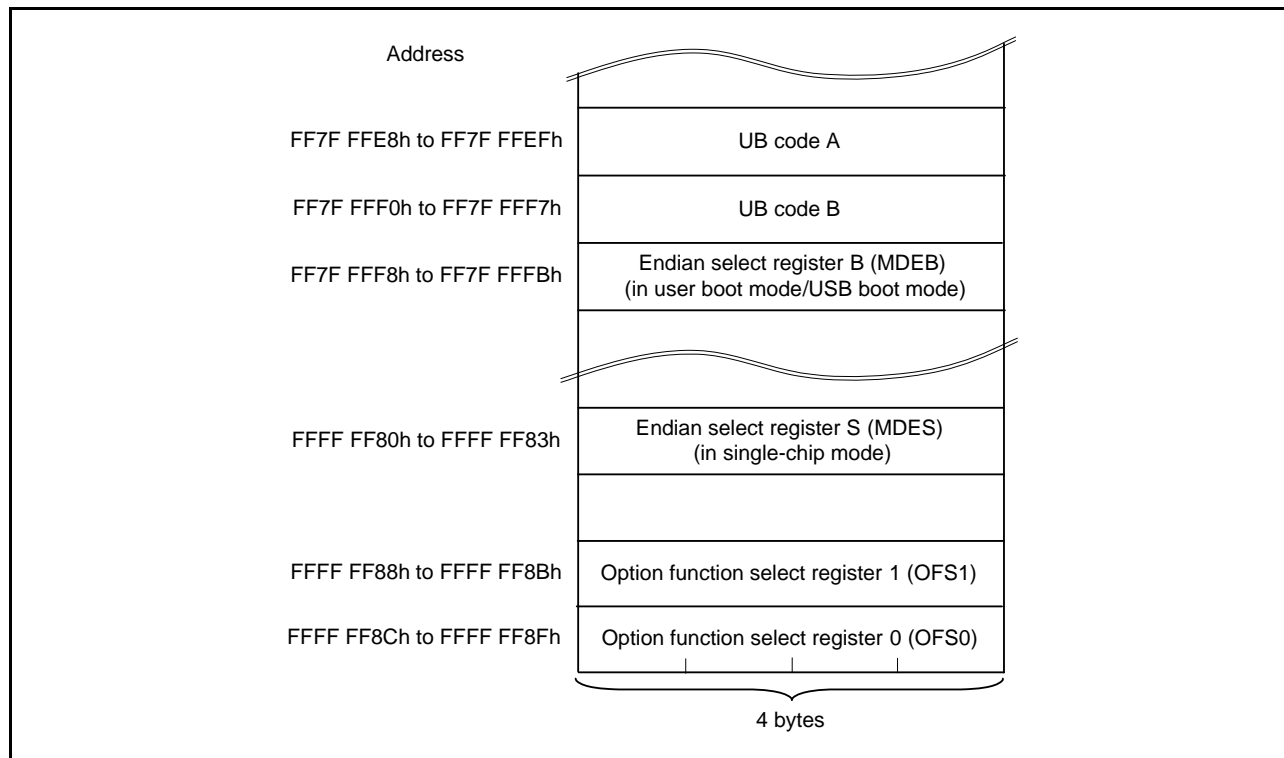 Address
FF7F FFE8h to FF7F FFEFh UB code A
FF7F FFF0h to FF7F FFF7h UB code B
FF7F FFF8h to FF7F FFFBh Endian select register B (MDEB)
(in user boot mode/USB boot mode)
FFFF FF80h to FFFF FF83h Endian select register S (MDES)
(in single-chip mode)
FFFF FF88h to FFFF FF8Bh Option function select register 1 (OFS1)
FFFF FF8Ch to FFFF FF8Fh Option function select register 0 (OFS0)
4 bytes